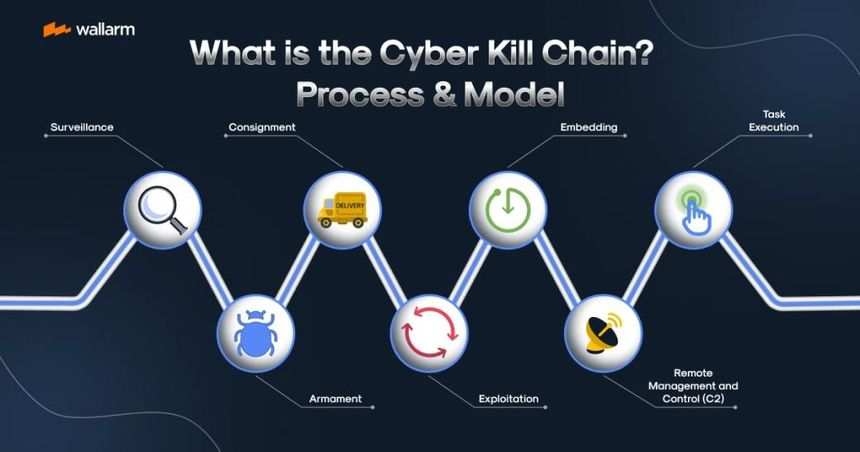 wallarm
What is the Cyber Kill Chain?
Process & Model
Surveillance
Consignment
Embedding
Task
Execution
DELIVERY
Armament
Exploitation
Remote
Management and
Control (C2)